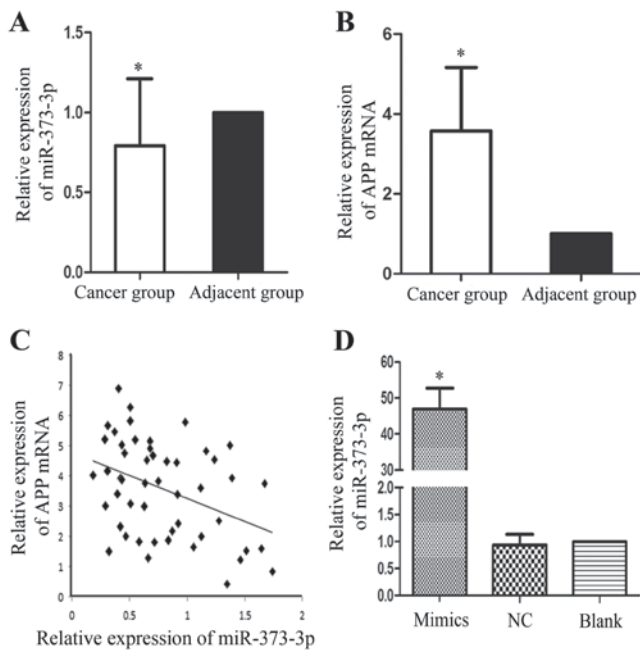 A
Relative expression
of miR-373-3p
1.5
1.0
0.5
0.0
*
Cancer group
Adjacent group
B
Relative expression
of APP mRNA
6
4
2
0
*
Cancer group
Adjacent group
C
Relative expression
of APP mRNA
8
7
6
5
4
3
2
1
0
0
0.5
1
1.5
2
Relative expression of miR-373-3p
D
Relative expression
of miR-373-3p
60
50
40
30
2.0
1.5
1.0
0.5
0.0
*
Mimics
NC
Blank